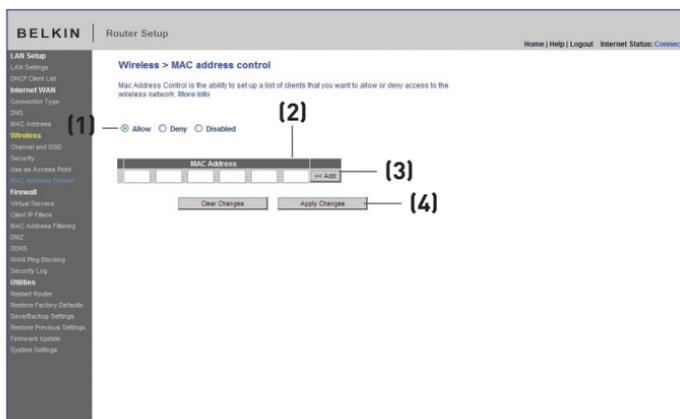 BELKIN
Router Setup
Home | Help | Logout Internet Status: Connec
LAN Setup
LAN Settings
DHCP Client List
Internet WAN
Connection Type
DNS
MAC Address
Wireless
Channel and SSID
Security
Use as Access Point
MAC Address Control
Firewall
Virtual Servers
Client IP Filters
MAC Address Filtering
DMZ
DDNS
WAN Ping Blocking
Security Log
Utilities
Restart Router
Restore Factory Defaults
Save/Backup Settings
Restore Previous Settings
Firmware Update
System Settings
Wireless > MAC address control
Mac Address Control is the ability to set up a list of clients that you want to allow or deny access to the
wireless network. More Info
(1) Allow Deny Disabled
(2)
MAC Address
<< Add (3)
Clear Changes Apply Changes (4)